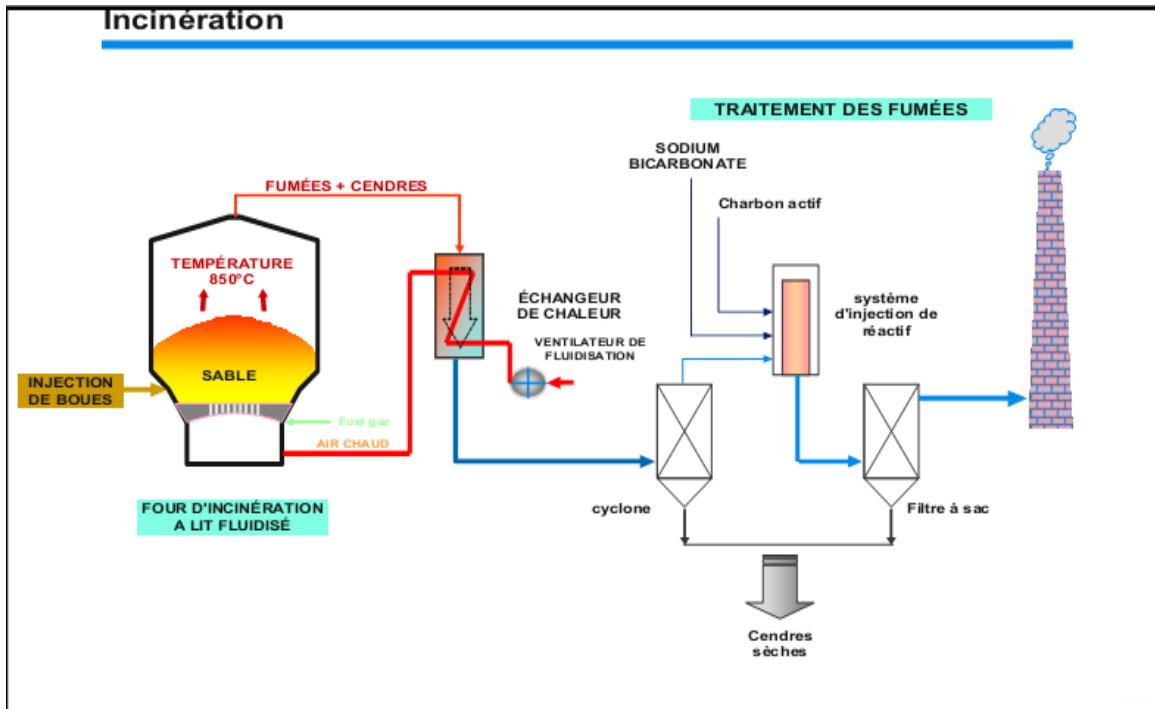 Incinération
TRAITEMENT DES FUMÉES
SODIUM
BICARBONATE
FUMÉES + CENDRES
Charbon actif
TEMPÉRATURE
850°C
ÉCHANGEUR
DE CHALEUR
système
d'injection de
réactif
VENTILATEUR DE
FLUIDISATION
SABLE
INJECTION
DE BOUES
Fuel gaz
AIR CHAUD
FOUR D'INCINÉRATION
A LIT FLUIDISÉ
cyclone
Filtre à sac
Cendres
sèches